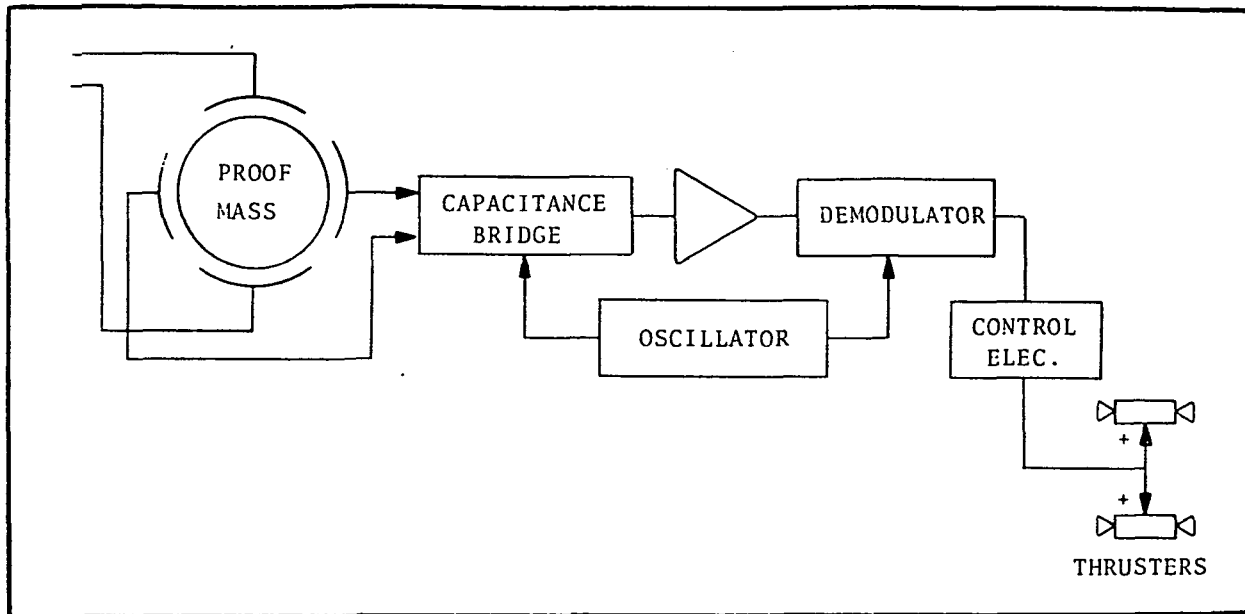 PROOF
MASS
CAPACITANCE
BRIDGE
DEMODULATOR
OSCILLATOR
CONTROL
ELEC.
+
+
THRUSTERS